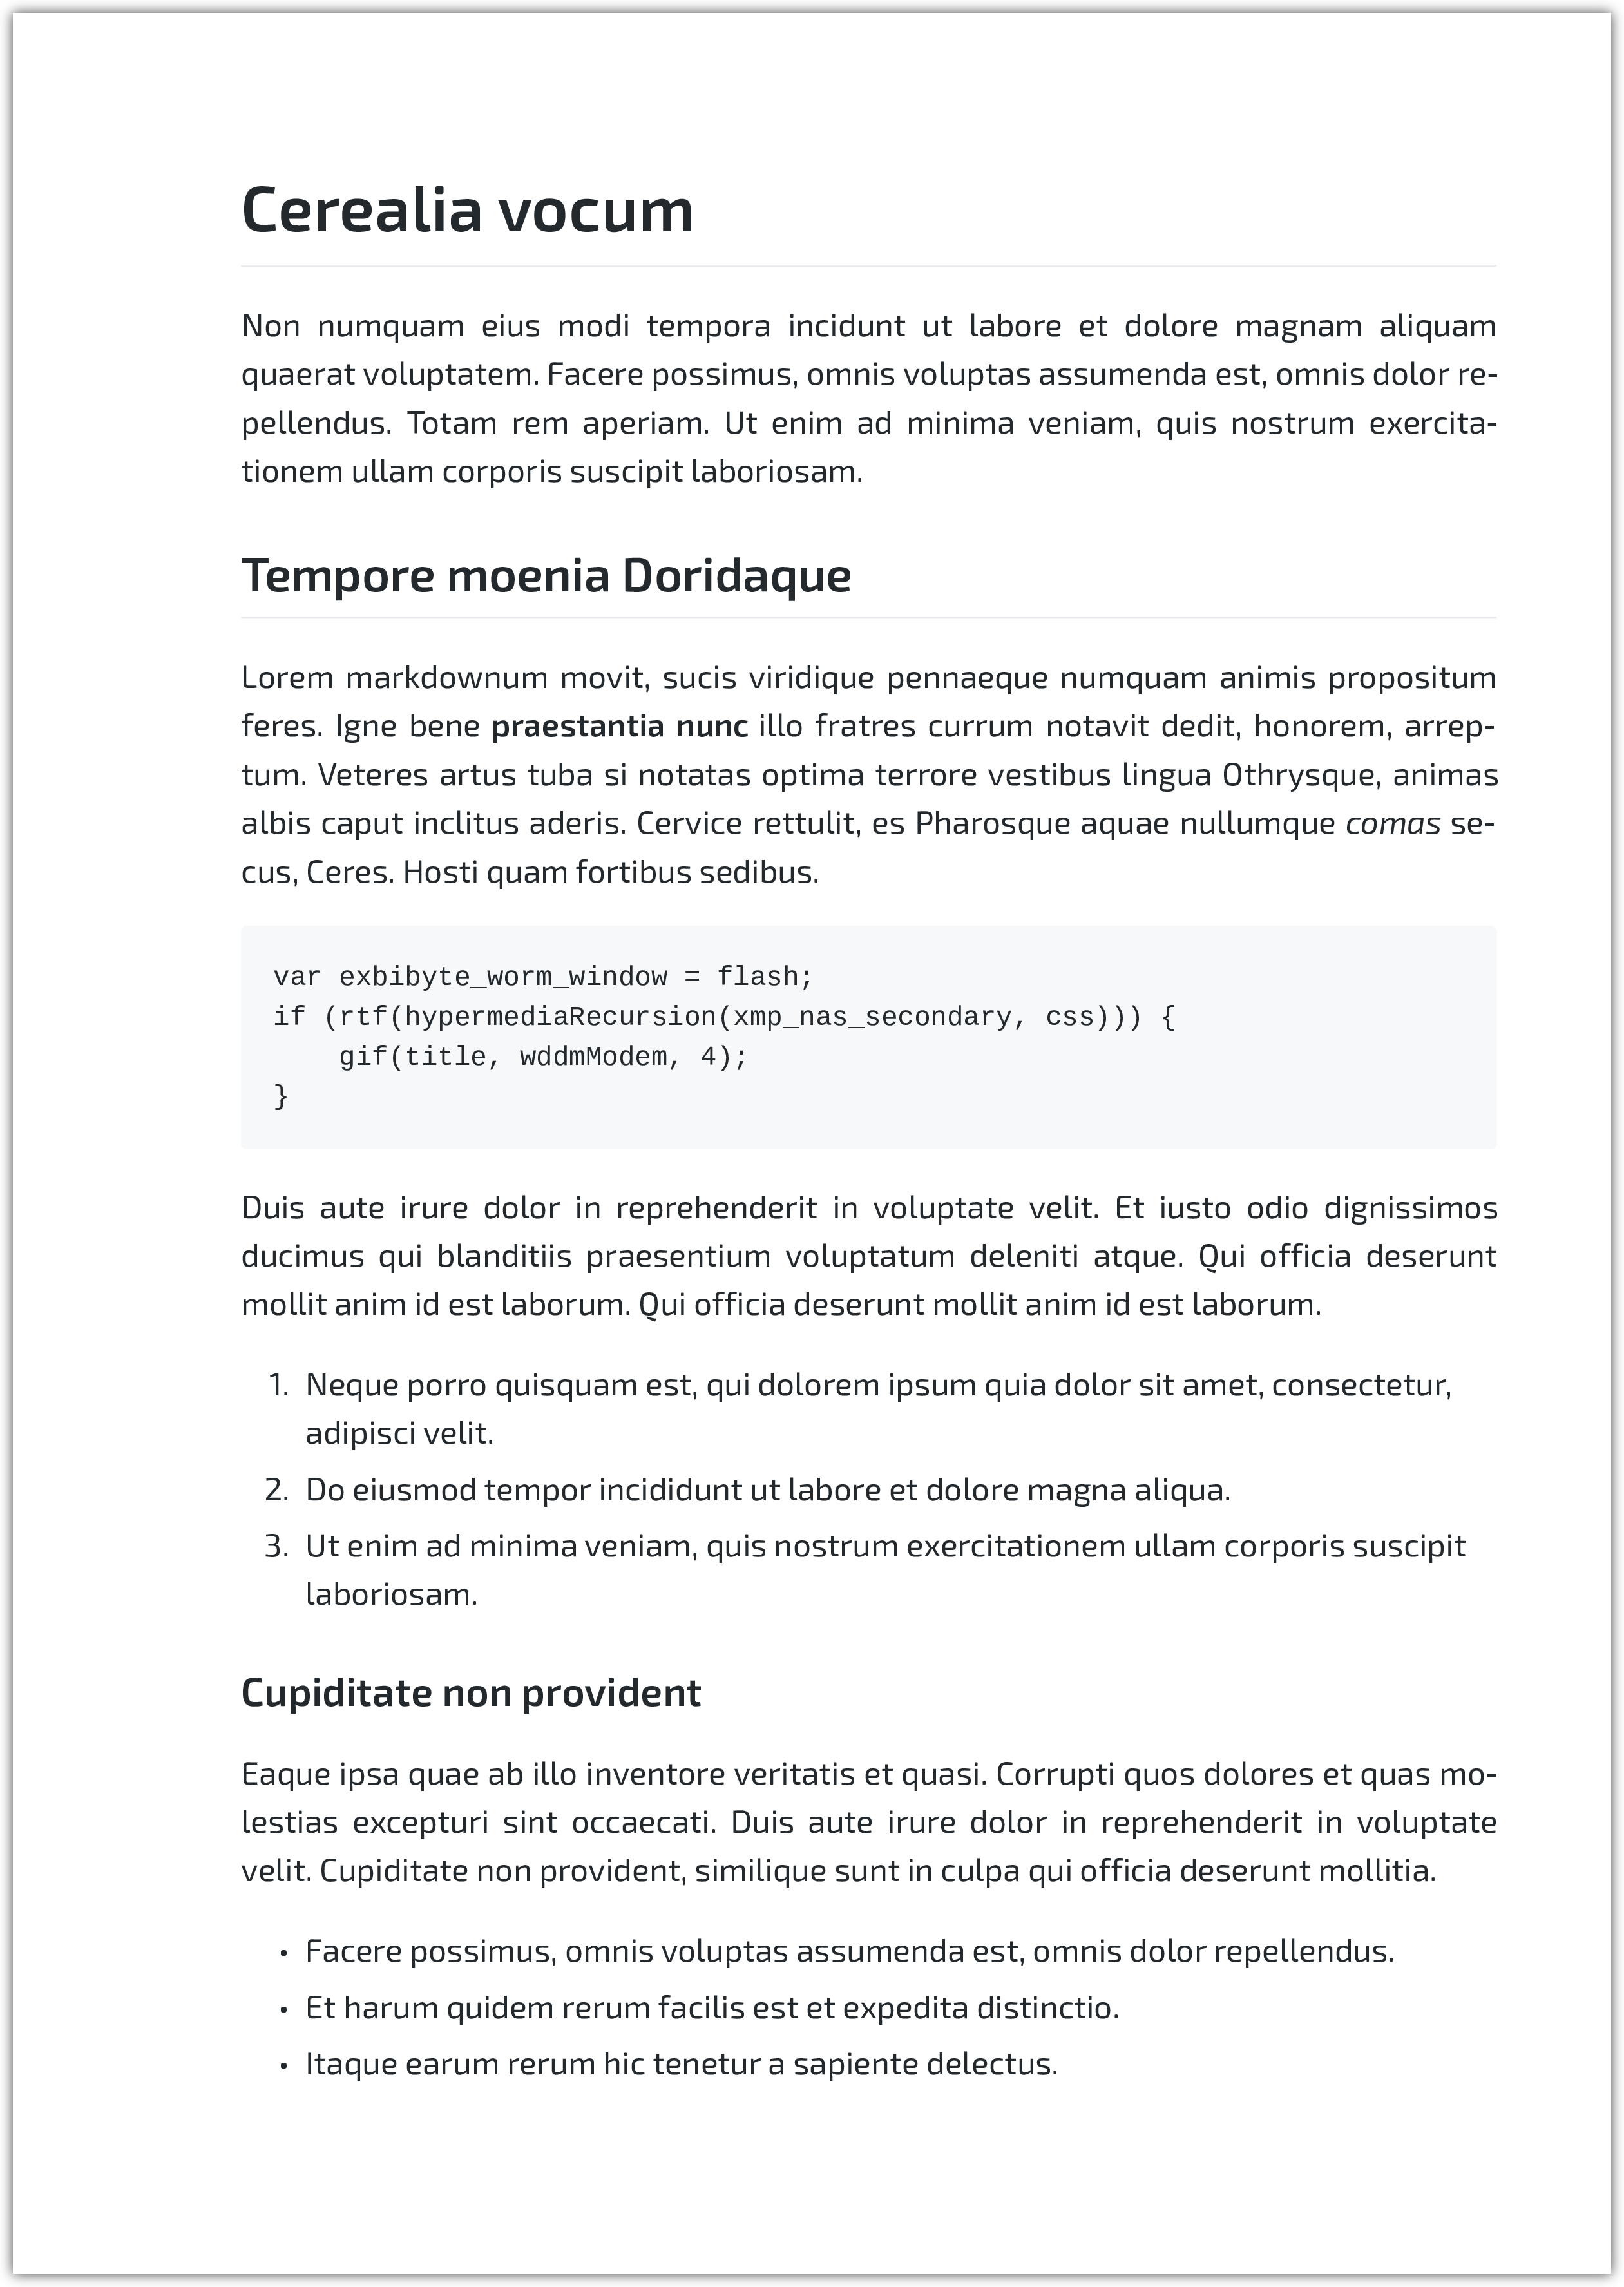 Cerealia vocum
Non numquam eius modi tempora incidunt ut labore et dolore magnam aliquam
quaerat voluptatem. Facere possimus, omnis voluptas assumenda est, omnis dolor re-
pellendus. Totam rem aperiam. Ut enim ad minima veniam, quis nostrum exercita-
tionem ullam corporis suscipit laboriosam.
Tempore moenia Doridaque
Lorem markdownum movit, sucis viridique pennaeque numquam animis propositum
feres. Igne bene praestantia nunc illo fratres currum notavit dedit, honorem, arrep-
tum. Veteres artus tuba si notatas optima terrore vestibus lingua Othrysque, animas
albis caput inclitus aderis. Cervice rettulit, es Pharosque aquae nullumque comas se-
cus, Ceres. Hosti quam fortibus sedibus.
var exbibyte_worm_window = flash;
if (rtf(hypermediaRecursion(xmp_nas_secondary, css))) {
    gif(title, wddmModem, 4);
}
Duis aute irure dolor in reprehenderit in voluptate velit. Et iusto odio dignissimos
ducimus qui blanditiis praesentium voluptatum deleniti atque. Qui officia deserunt
mollit anim id est laborum. Qui officia deserunt mollit anim id est laborum.
1. Neque porro quisquam est, qui dolorem ipsum quia dolor sit amet, consectetur,
adipisci velit.
2. Do eiusmod tempor incididunt ut labore et dolore magna aliqua.
3. Ut enim ad minima veniam, quis nostrum exercitationem ullam corporis suscipit
laboriosam.
Cupiditate non provident
Eaque ipsa quae ab illo inventore veritatis et quasi. Corrupti quos dolores et quas mo-
lestias excepturi sint occaecati. Duis aute irure dolor in reprehenderit in voluptate
velit. Cupiditate non provident, similique sunt in culpa qui officia deserunt mollitia.
• Facere possimus, omnis voluptas assumenda est, omnis dolor repellendus.
• Et harum quidem rerum facilis est et expedita distinctio.
• Itaque earum rerum hic tenetur a sapiente delectus.